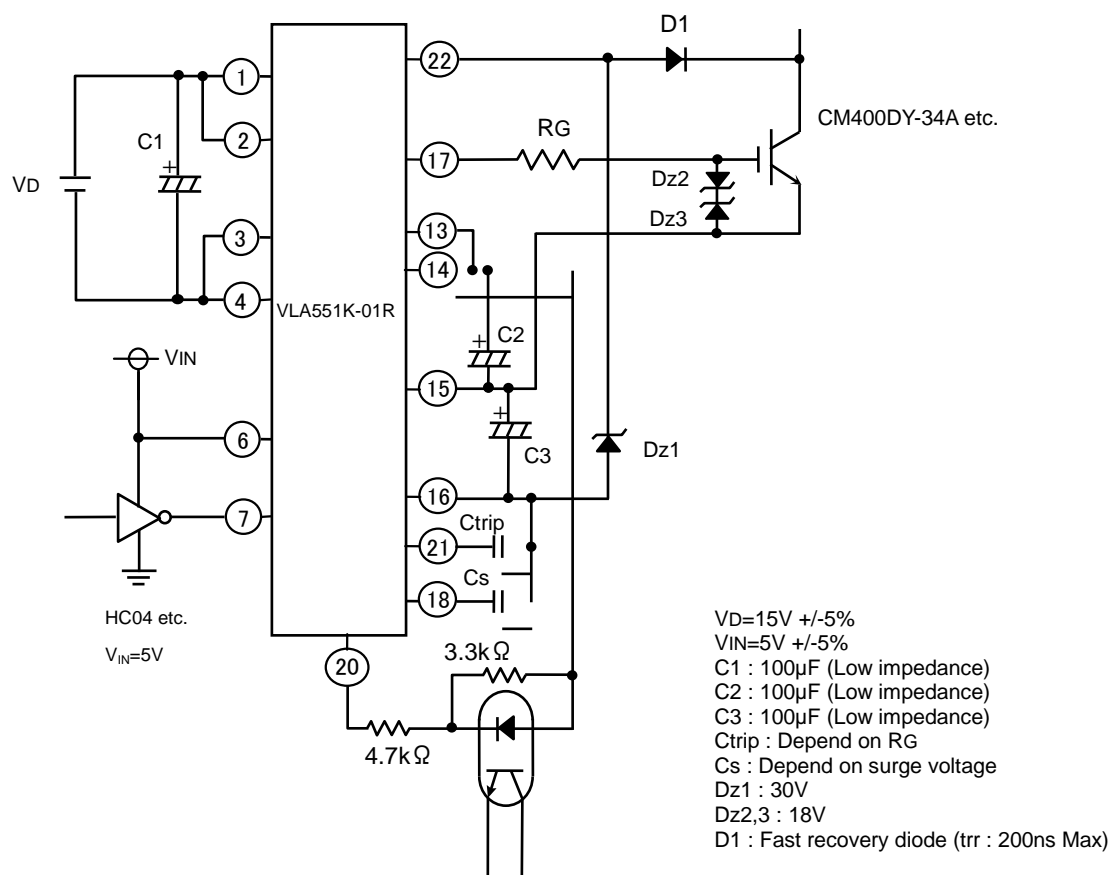 D1
22
1
CM400DY-34A etc.
RG
C1
2
17
Dz2
VD
Dz3
13
3
14
4
VLA551K-01R
C2
VIN
15
6
C3
Dz1
16
7
Ctrip
21
Cs
18
HC04 etc.
VIN=5V
20
3.3kΩ
4.7kΩ
VD=15V +/-5%
VIN=5V +/-5%
C1 : 100µF (Low impedance)
C2 : 100µF (Low impedance)
C3 : 100µF (Low impedance)
Ctrip : Depend on RG
Cs : Depend on surge voltage
Dz1 : 30V
Dz2,3 : 18V
D1 : Fast recovery diode (trr : 200ns Max)